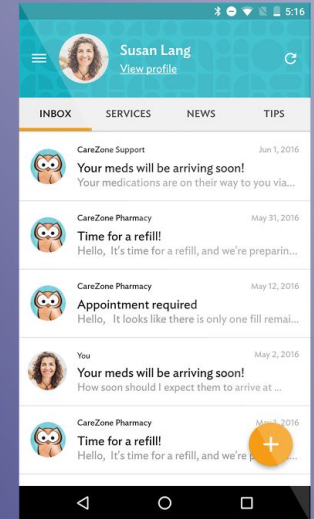 5:16
Susan Lang
View profile
INBOX SERVICES NEWS TIPS
CareZone Support Jun 1, 2016
Your meds will be arriving soon!
Your medications are on their way to you via...
CareZone Pharmacy May 31, 2016
Time for a refill!
Hello, It's time for a refill, and we're preparin...
CareZone Pharmacy May 12, 2016
Appointment required
Hello, It looks like there is only one fill remai...
You May 2, 2016
Your meds will be arriving soon!
How soon should I expect them to arrive at ...
CareZone Pharmacy 2016
Time for a refill!
Hello, It's time for a refill, and we're